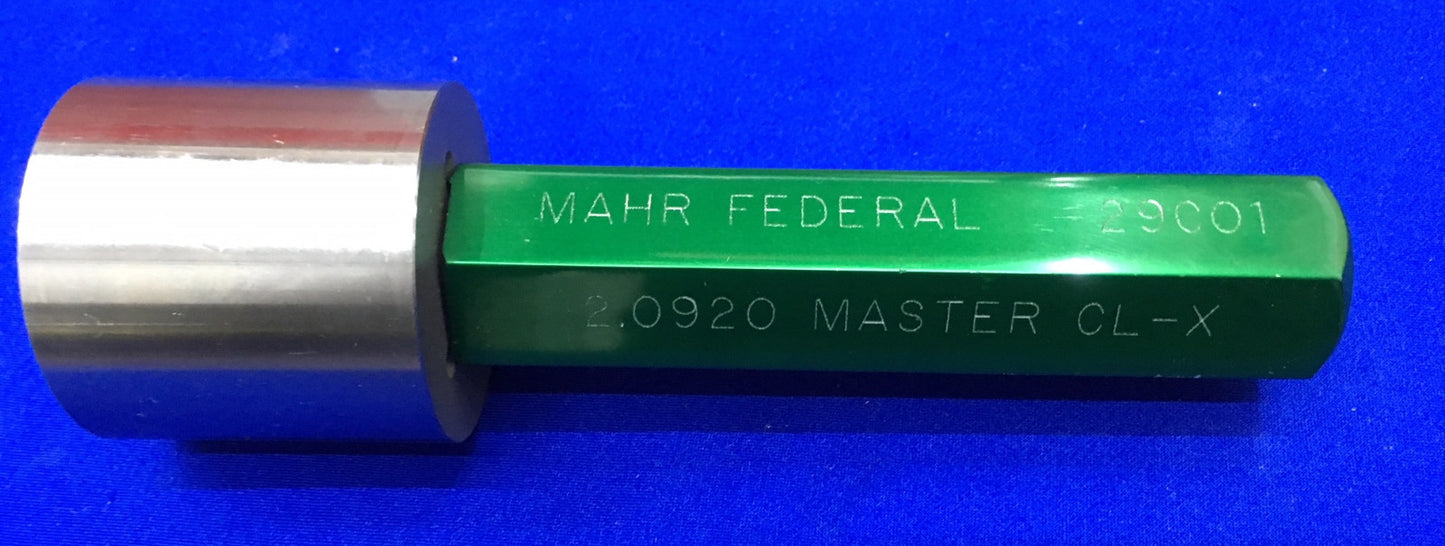 MAHR FEDERAL 29C01
2.0920 MASTER CL-X